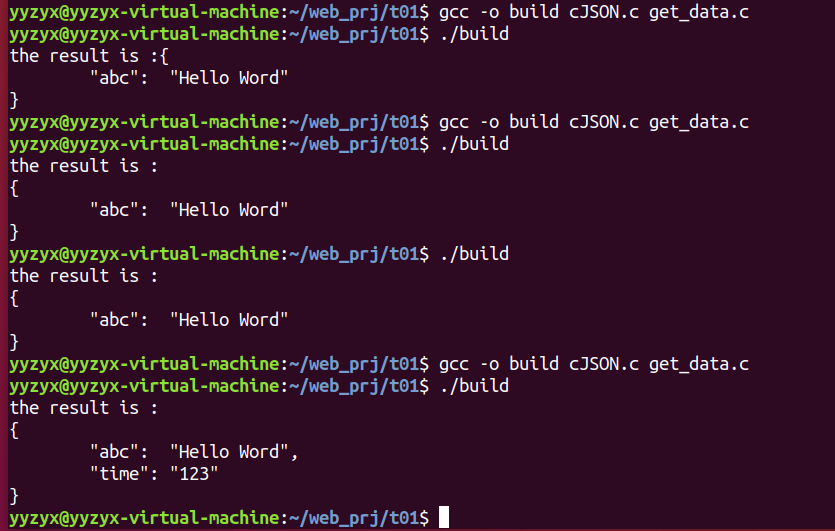 yyzyx@yyzyx-virtual-machine:~/web_prj/t01$ gcc -o build cJSON.c get_data.c
yyzyx@yyzyx-virtual-machine:~/web_prj/t01$ ./build
the result is :{
        "abc":  "Hello Word"
}
yyzyx@yyzyx-virtual-machine:~/web_prj/t01$ gcc -o build cJSON.c get_data.c
yyzyx@yyzyx-virtual-machine:~/web_prj/t01$ ./build
the result is :
{
        "abc":  "Hello Word"
}
yyzyx@yyzyx-virtual-machine:~/web_prj/t01$ ./build
the result is :
{
        "abc":  "Hello Word"
}
yyzyx@yyzyx-virtual-machine:~/web_prj/t01$ gcc -o build cJSON.c get_data.c
yyzyx@yyzyx-virtual-machine:~/web_prj/t01$ ./build
the result is :
{
        "abc":  "Hello Word",
        "time": "123"
}
yyzyx@yyzyx-virtual-machine:~/web_prj/t01$